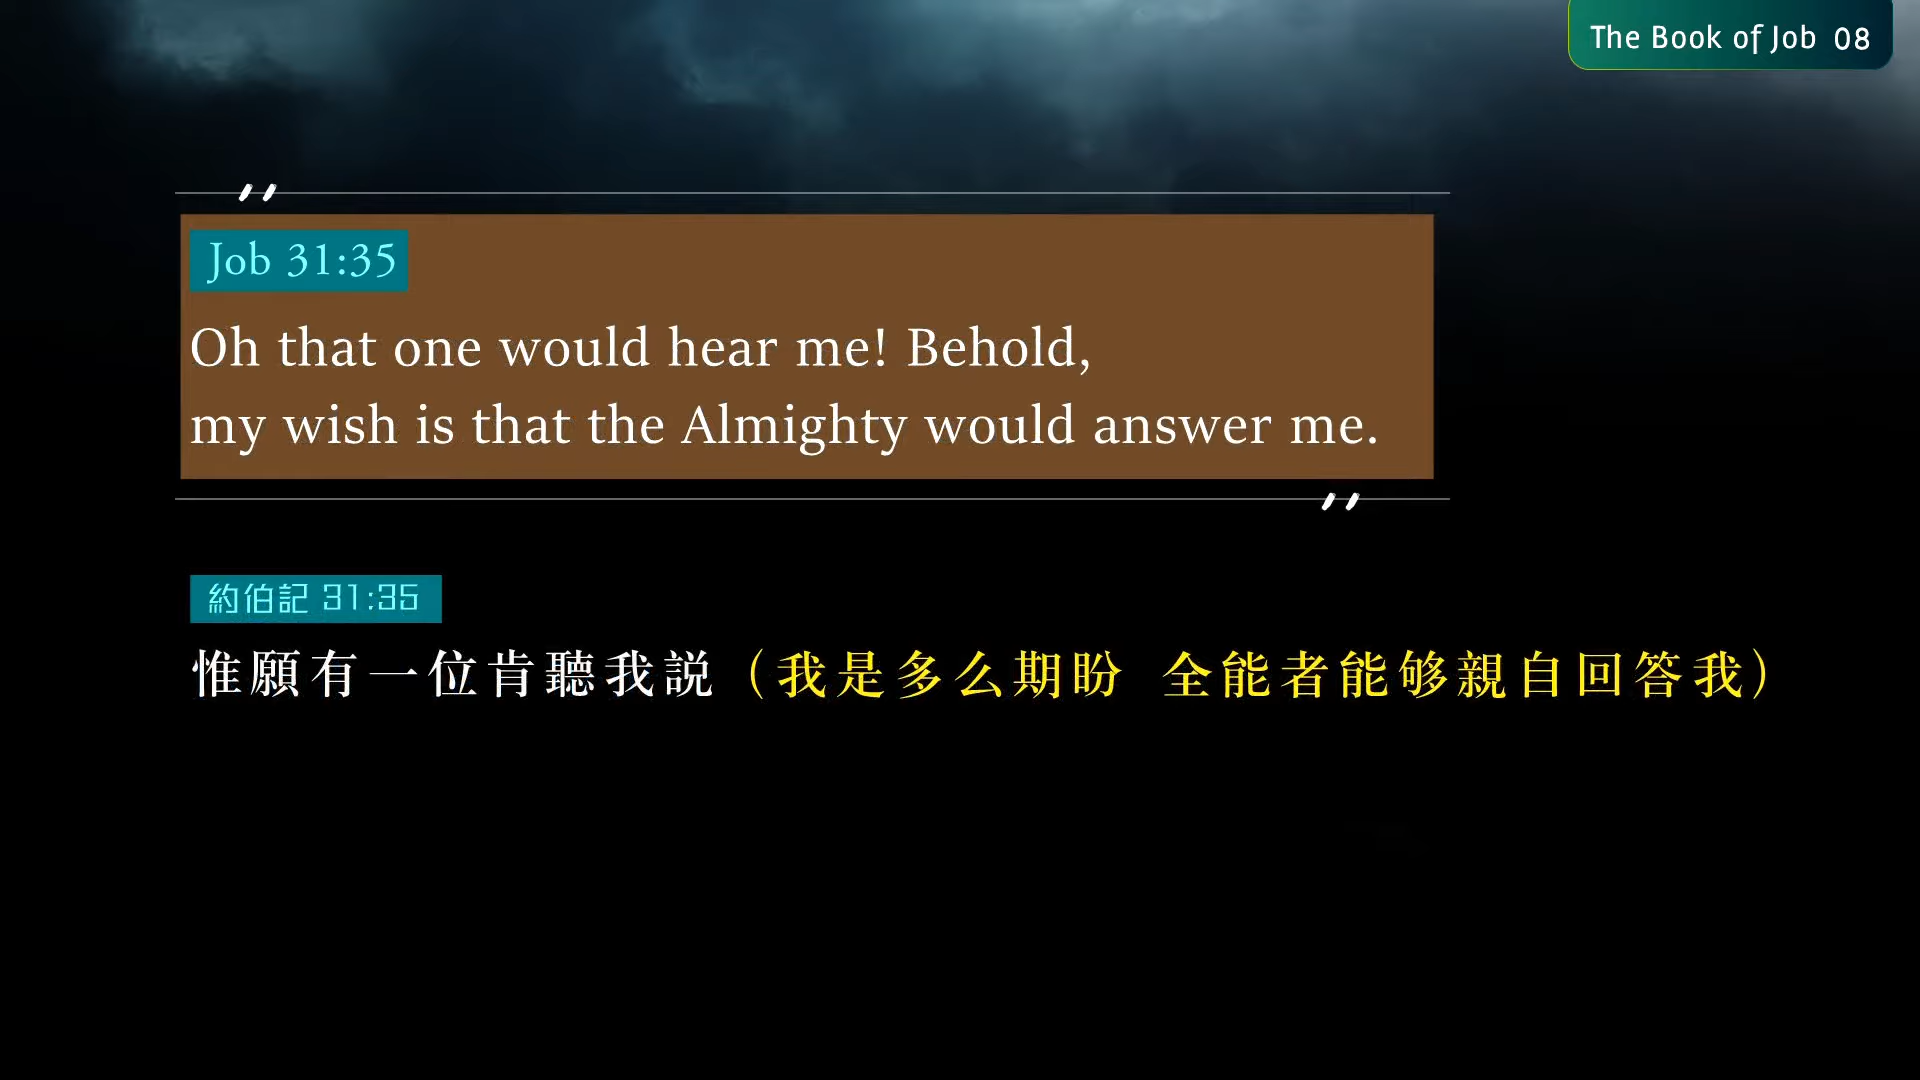 The Book of Job 08
Job 31:35
Oh that one would hear me! Behold,
my wish is that the Almighty would answer me.
約伯記 31:35
惟願有一位肯聽我説（我是多么期盼 全能者能够親自回答我）